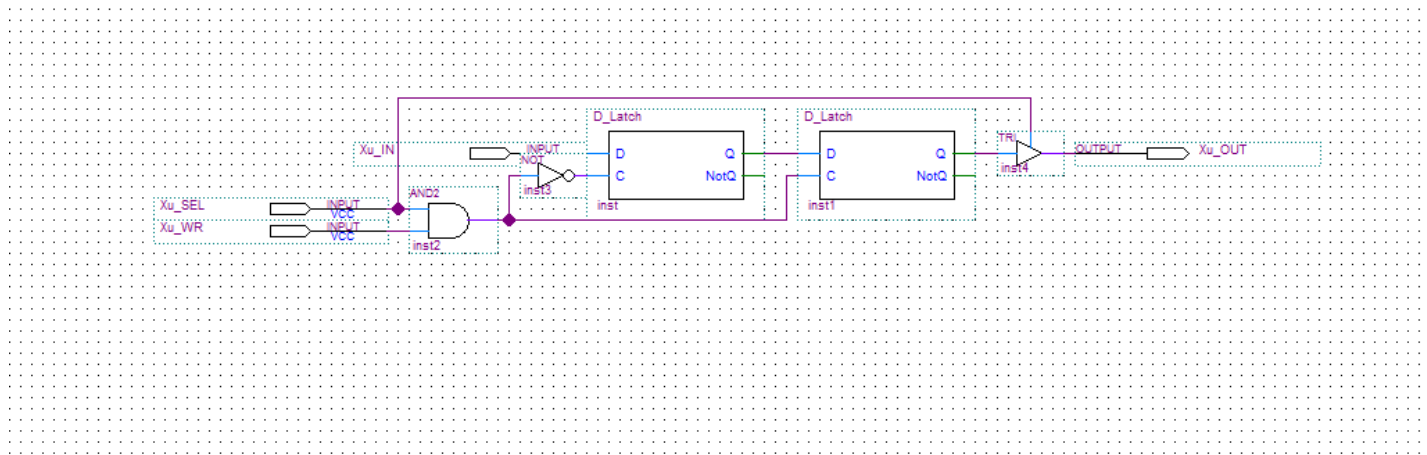 D_Latch D_Latch
Xu_IN INPUT D Q D Q TRI OUTPUT Xu_OUT
NOT inst4
C NotQ C NotQ
inst3
AND2 inst inst1
Xu_SEL INPUT
VCC
Xu_WR INPUT
VCC
inst2